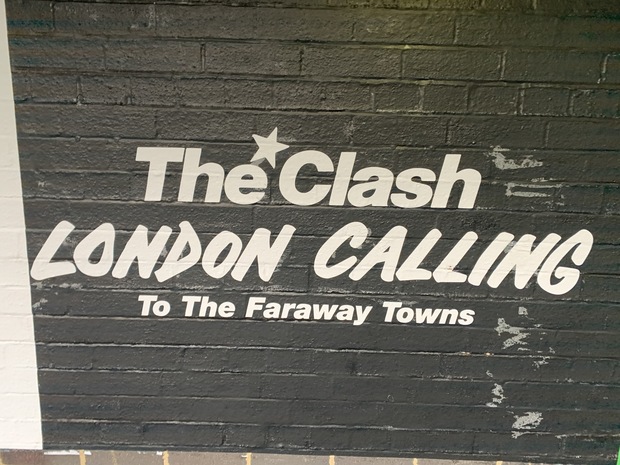 The Clash
LONDON CALLING
To The Faraway Towns